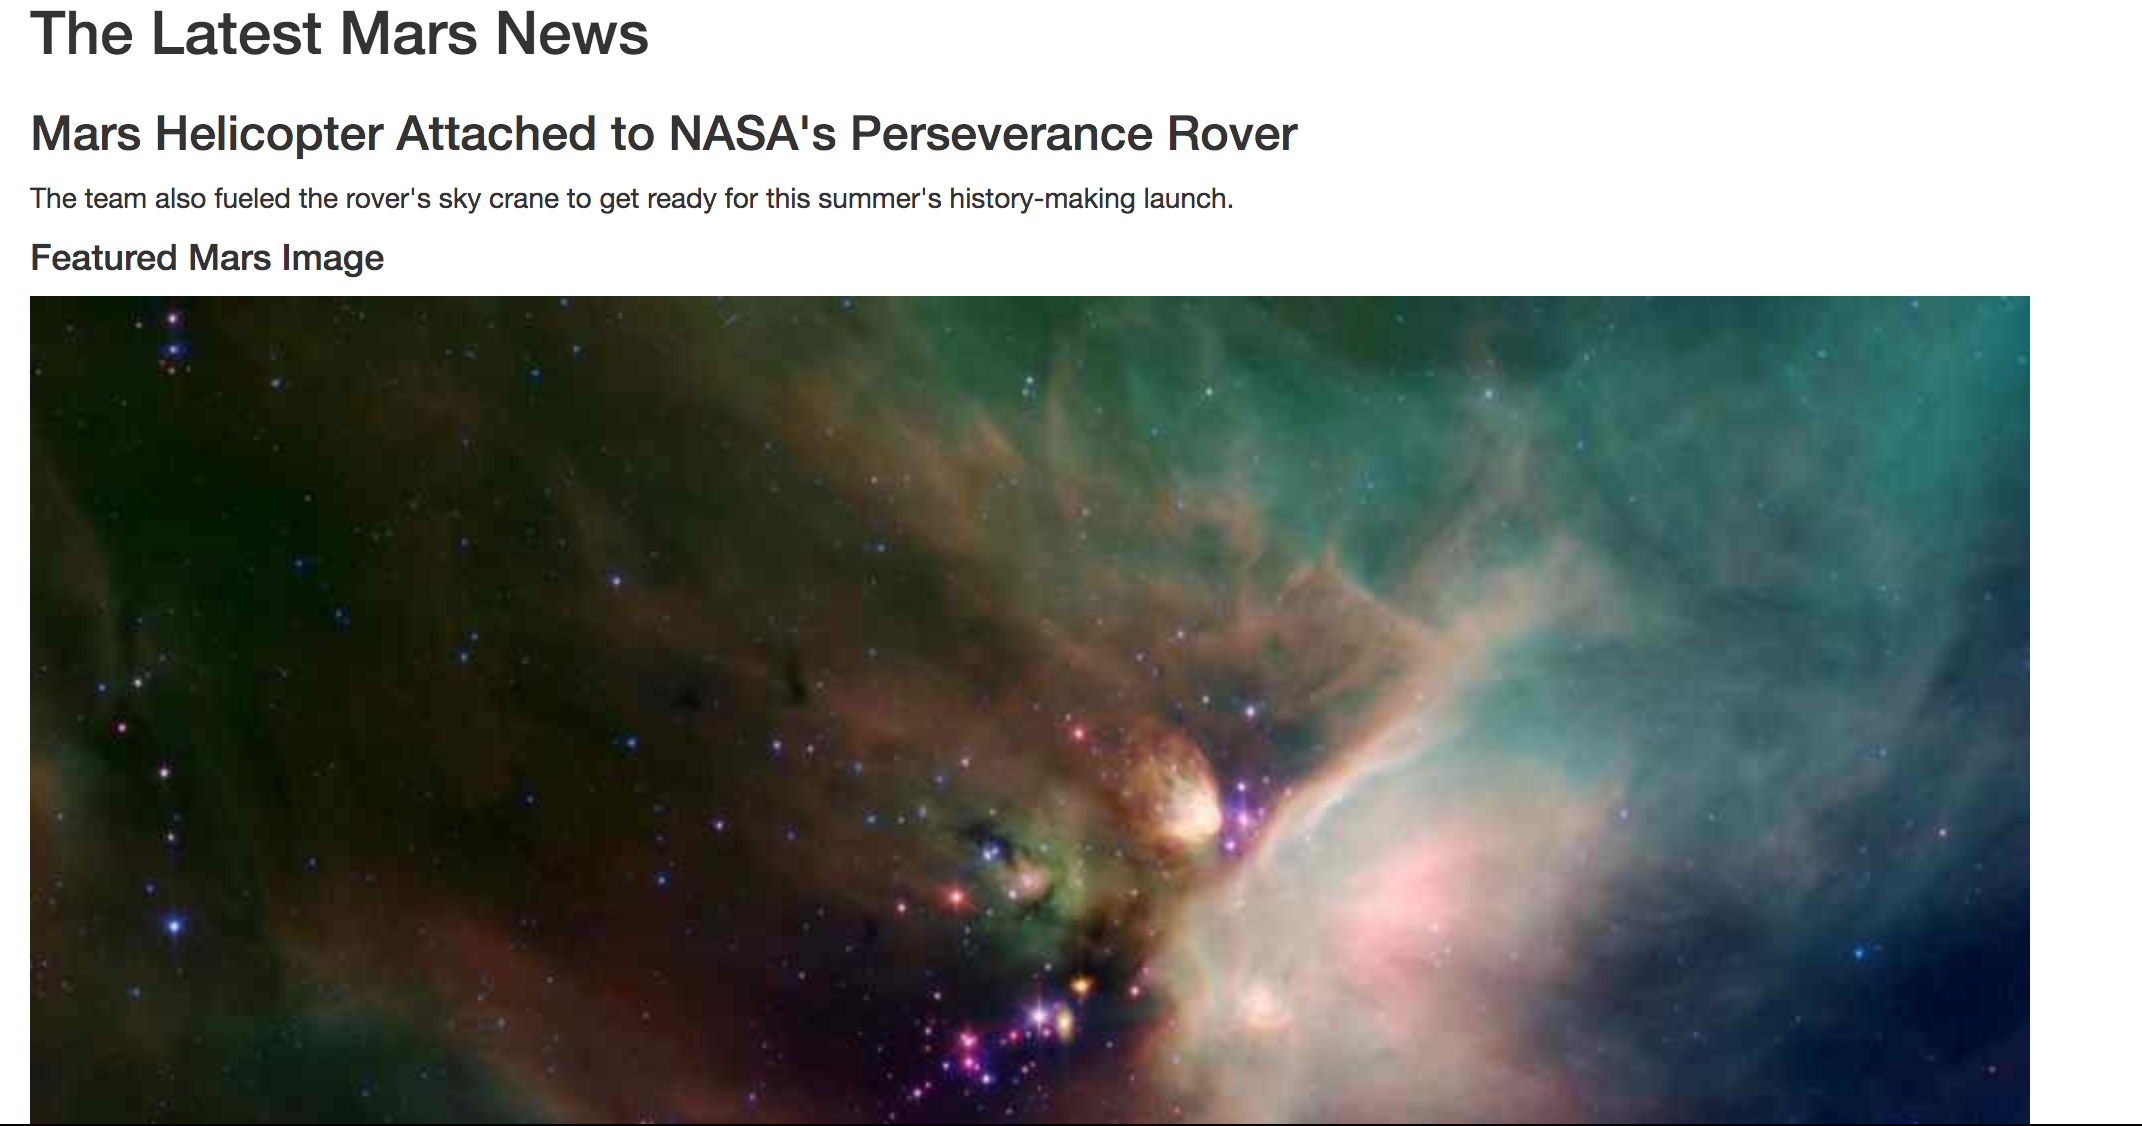 The Latest Mars News
Mars Helicopter Attached to NASA's Perseverance Rover
The team also fueled the rover's sky crane to get ready for this summer's history-making launch.
Featured Mars Image